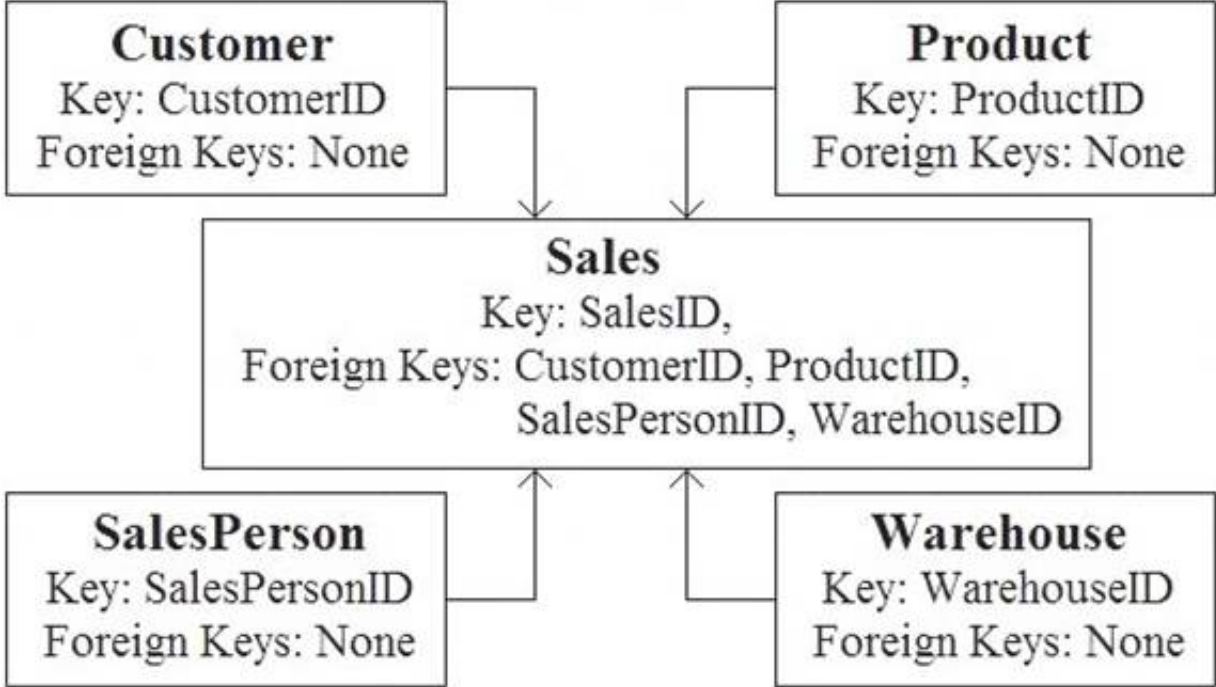 Customer
Key: CustomerID
Foreign Keys: None
Product
Key: ProductID
Foreign Keys: None
Sales
Key: SalesID,
Foreign Keys: CustomerID, ProductID,
SalesPersonID, WarehouseID
SalesPerson
Key: SalesPersonID
Foreign Keys: None
Warehouse
Key: WarehouseID
Foreign Keys: None